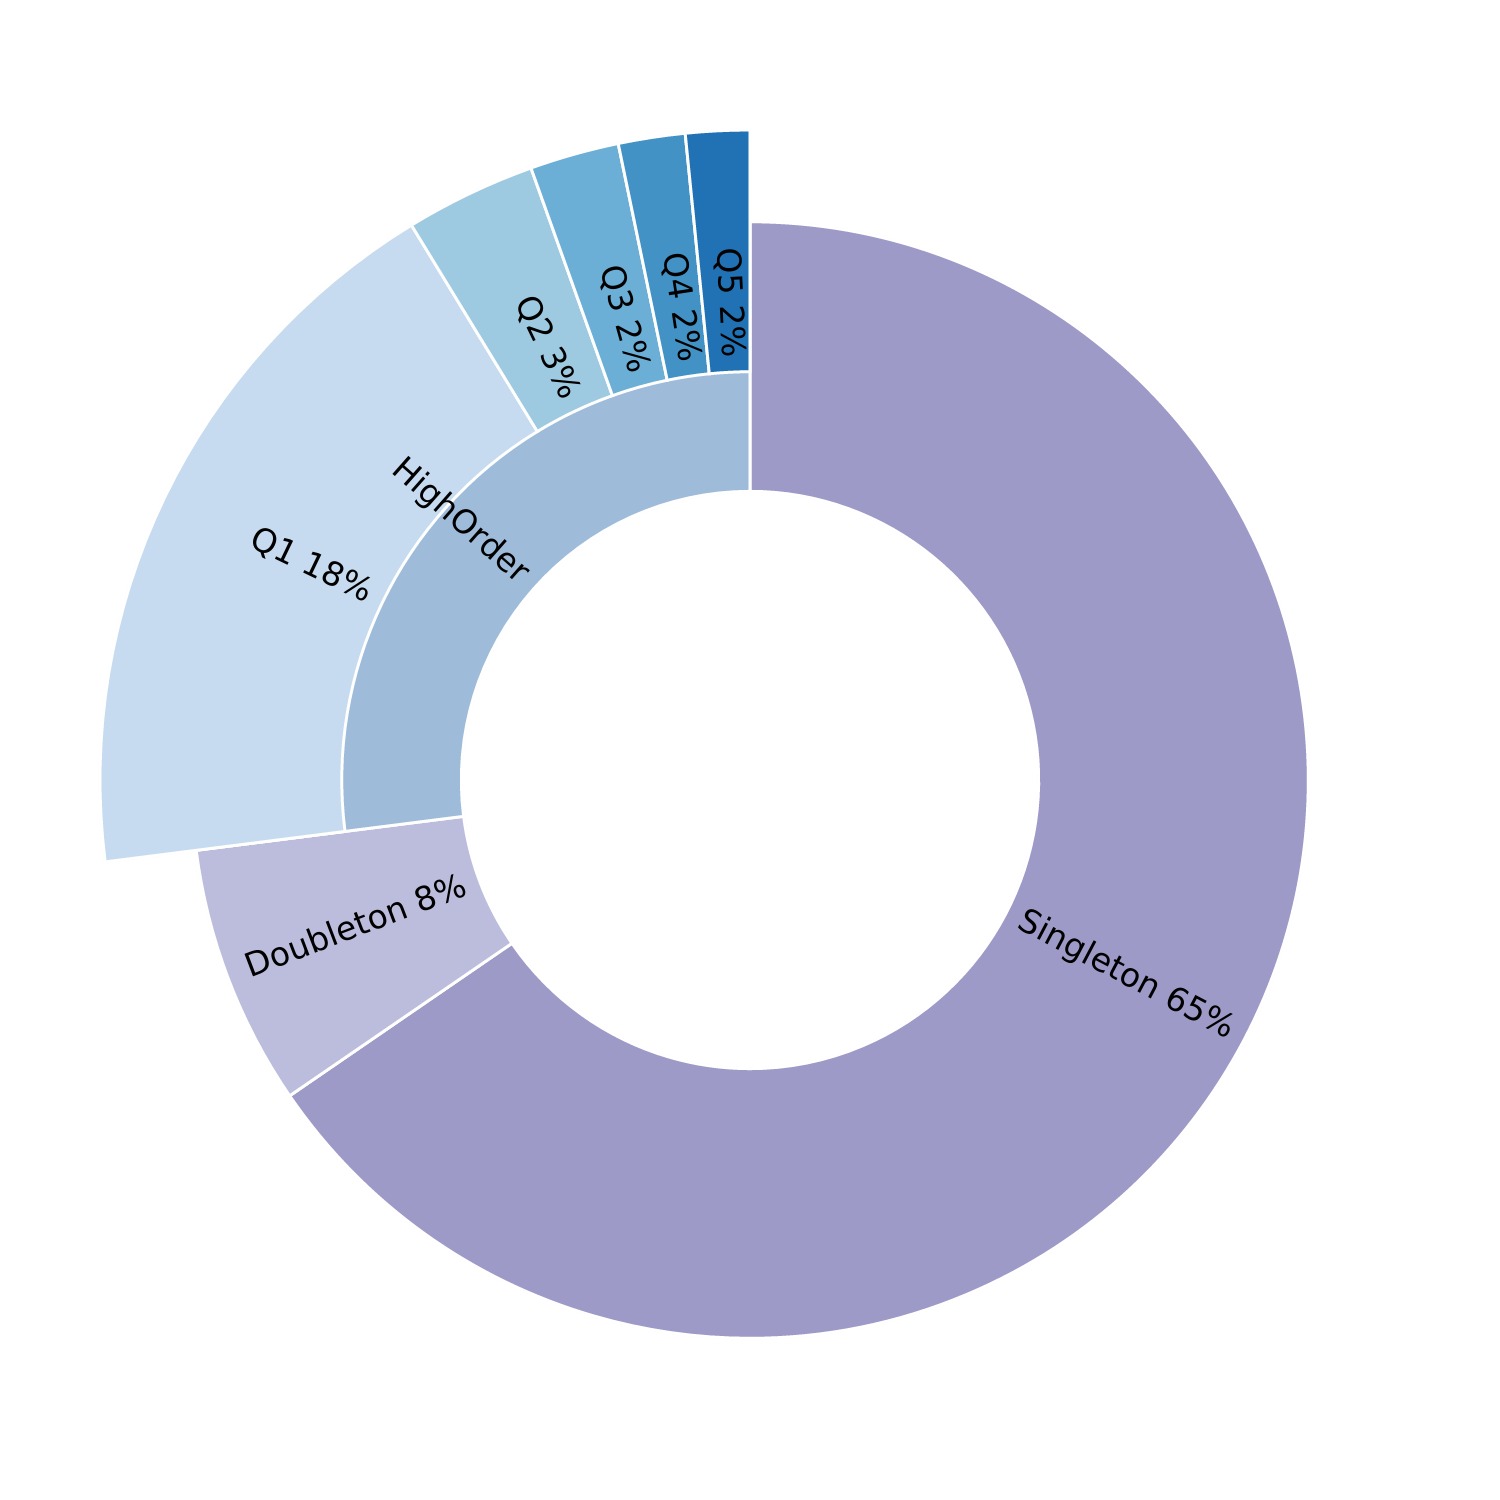 Q5 2%
Q4 2%
Q3 2%
Q2 3%
HighOrder
Q1 18%
Doubleton 8%
Singleton 65%